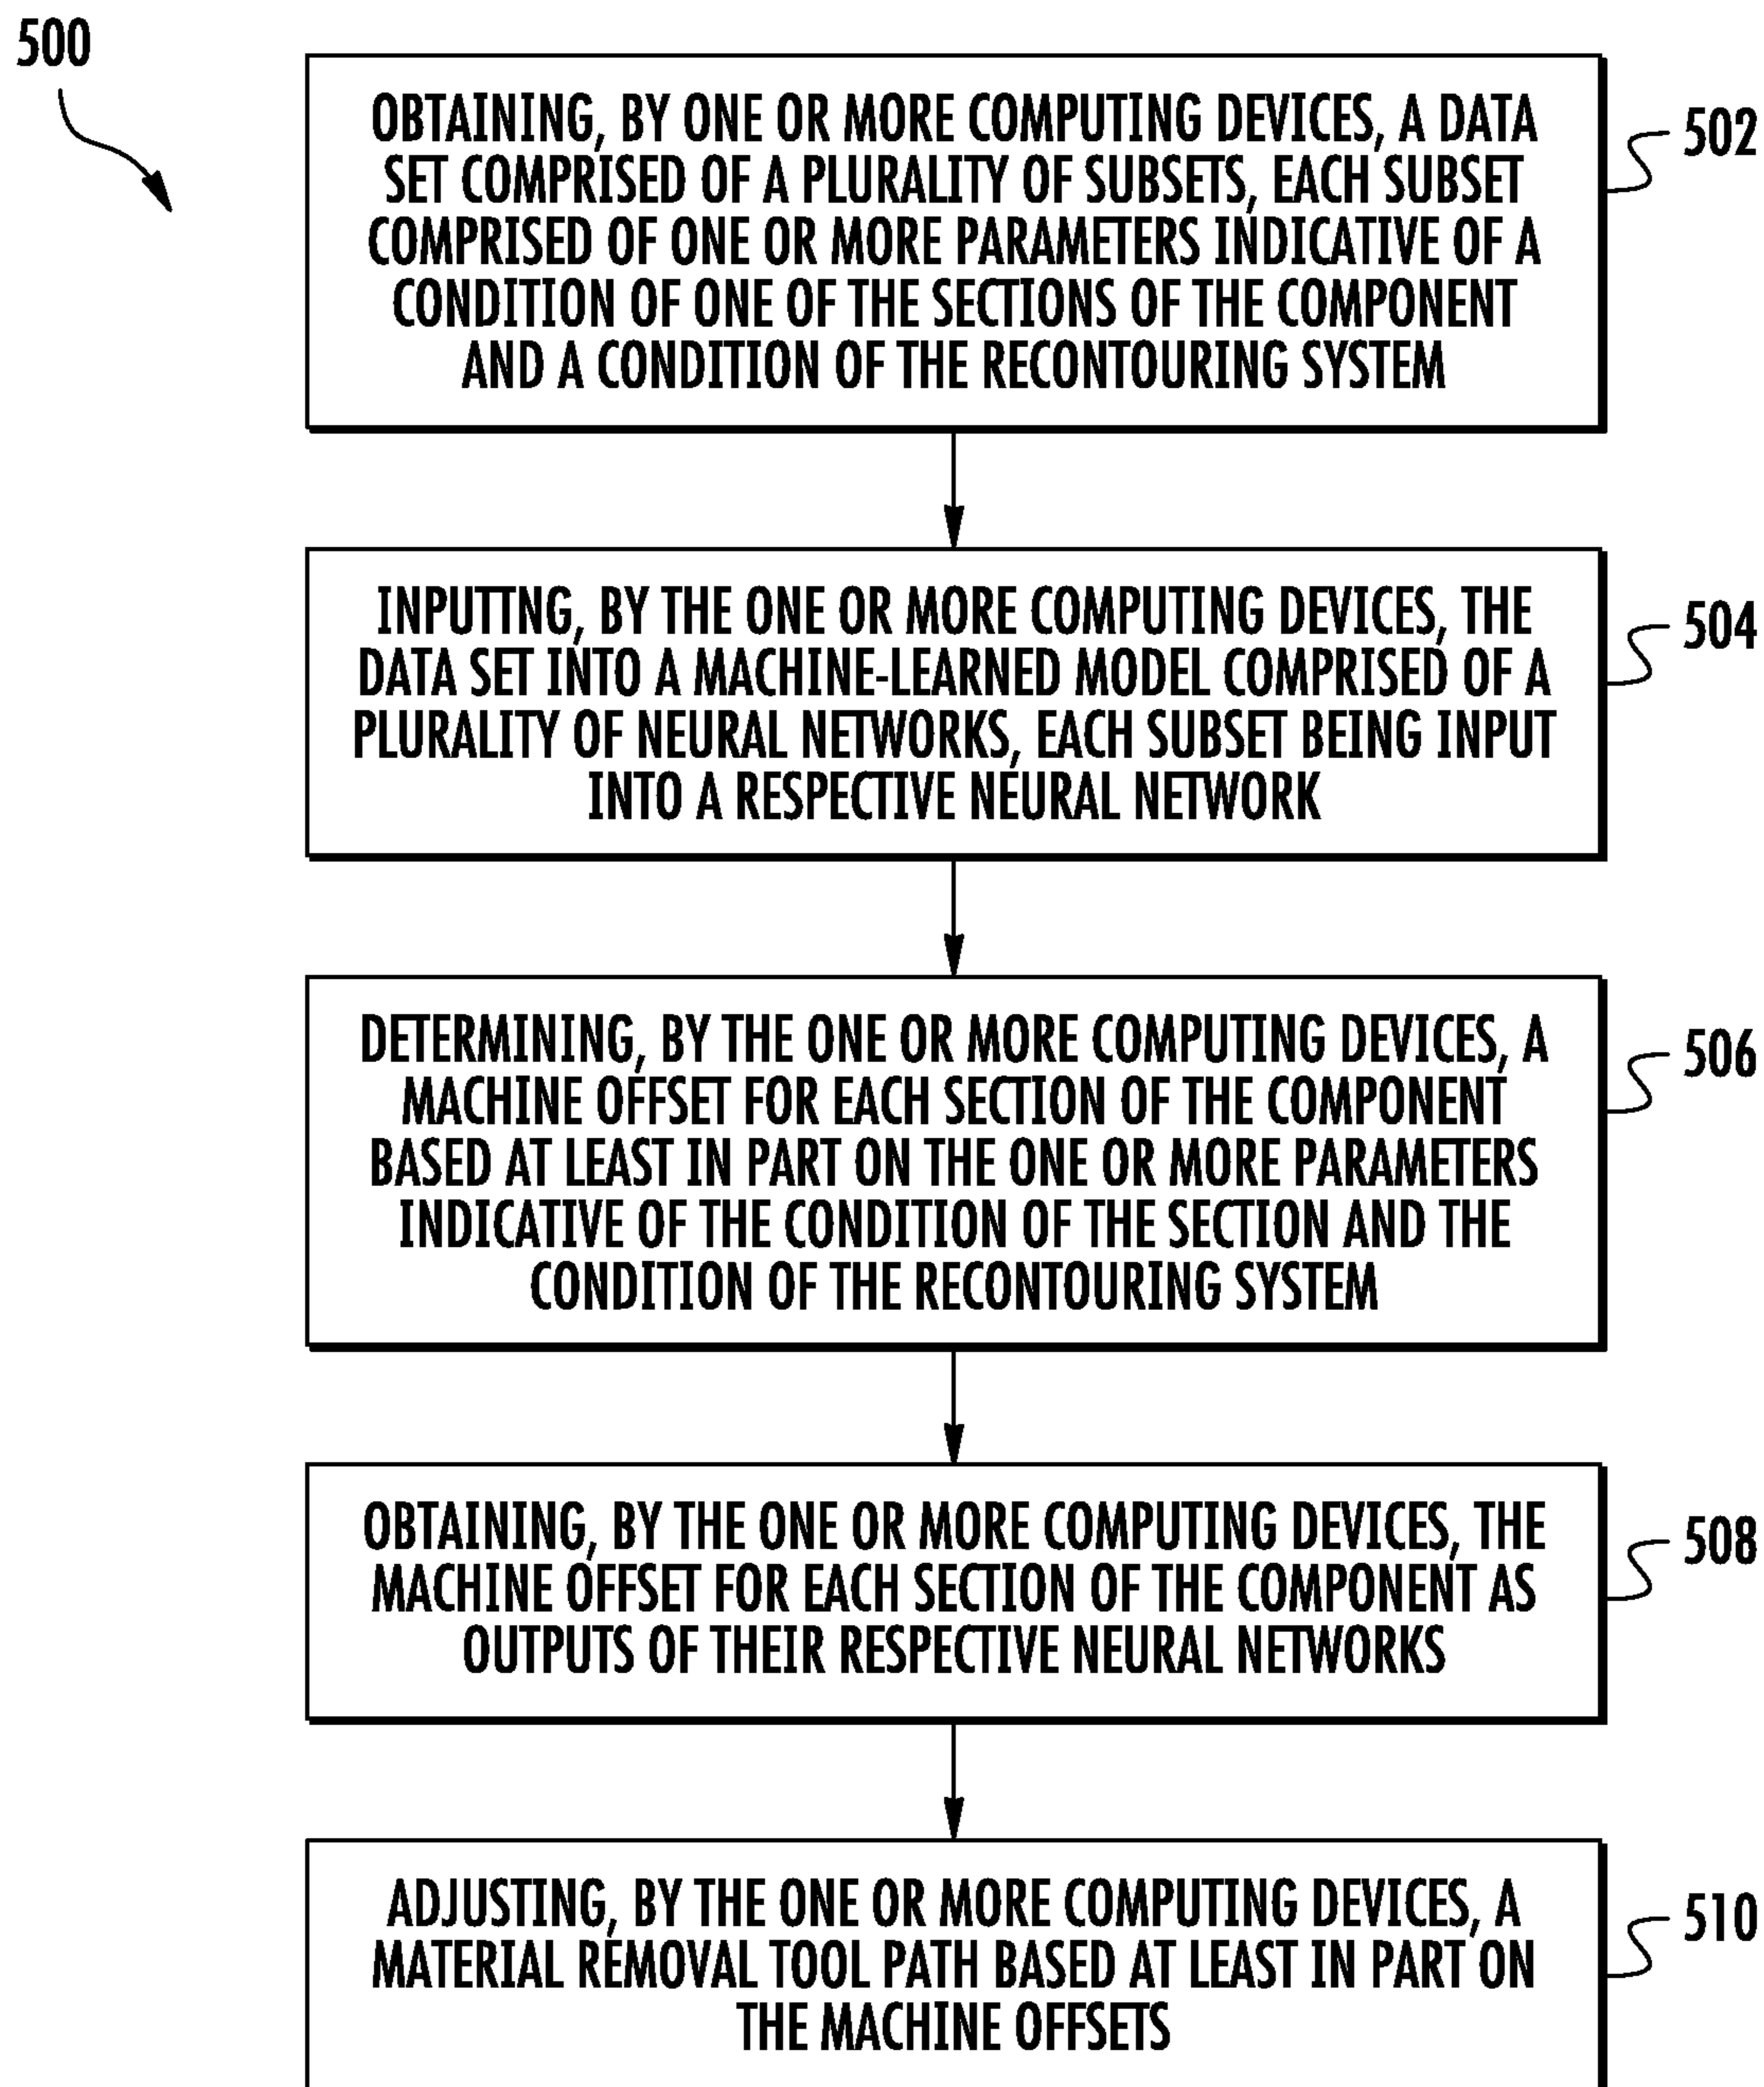 500
OBTAINING, BY ONE OR MORE COMPUTING DEVICES, A DATA
SET COMPRISED OF A PLURALITY OF SUBSETS, EACH SUBSET
COMPRISED OF ONE OR MORE PARAMETERS INDICATIVE OF A
CONDITION OF ONE OF THE SECTIONS OF THE COMPONENT
AND A CONDITION OF THE RECONTOURING SYSTEM
502
INPUTTNG, BY THE ONE OR MORE COMPUTING DEVICES, THE
DATA SET INTO A MACHINE-LEARNED MODEL COMPRISED OF A
PLURALITY OF NEURAL NETWORKS, EACH SUBSET BEING INPUT
INTO A RESPECTIVE NEURAL NETWORK
504
DETERMINING, BY THE ONE OR MORE COMPUTING DEVICES, A
MACHINE OFFSET FOR EACH SECTION OF THE COMPONENT
BASED AT LEAST IN PART ON THE ONE OR MORE PARAMETERS
INDICATIVE OF THE CONDITION OF THE SECTION AND THE
CONDITION OF THE RECONTOURING SYSTEM
506
OBTAINING, BY THE ONE OR MORE COMPUTING DEVICES, THE
MACHINE OFFSET FOR EACH SECTION OF THE COMPONENT AS
OUTPUTS OF THEIR RESPECTIVE NEURAL NETWORKS
508
ADJUSTING, BY THE ONE OR MORE COMPUTING DEVICES, A
MATERIAL REMOVAL TOOL PATH BASED AT LEAST IN PART ON
THE MACHINE OFFSETS
510